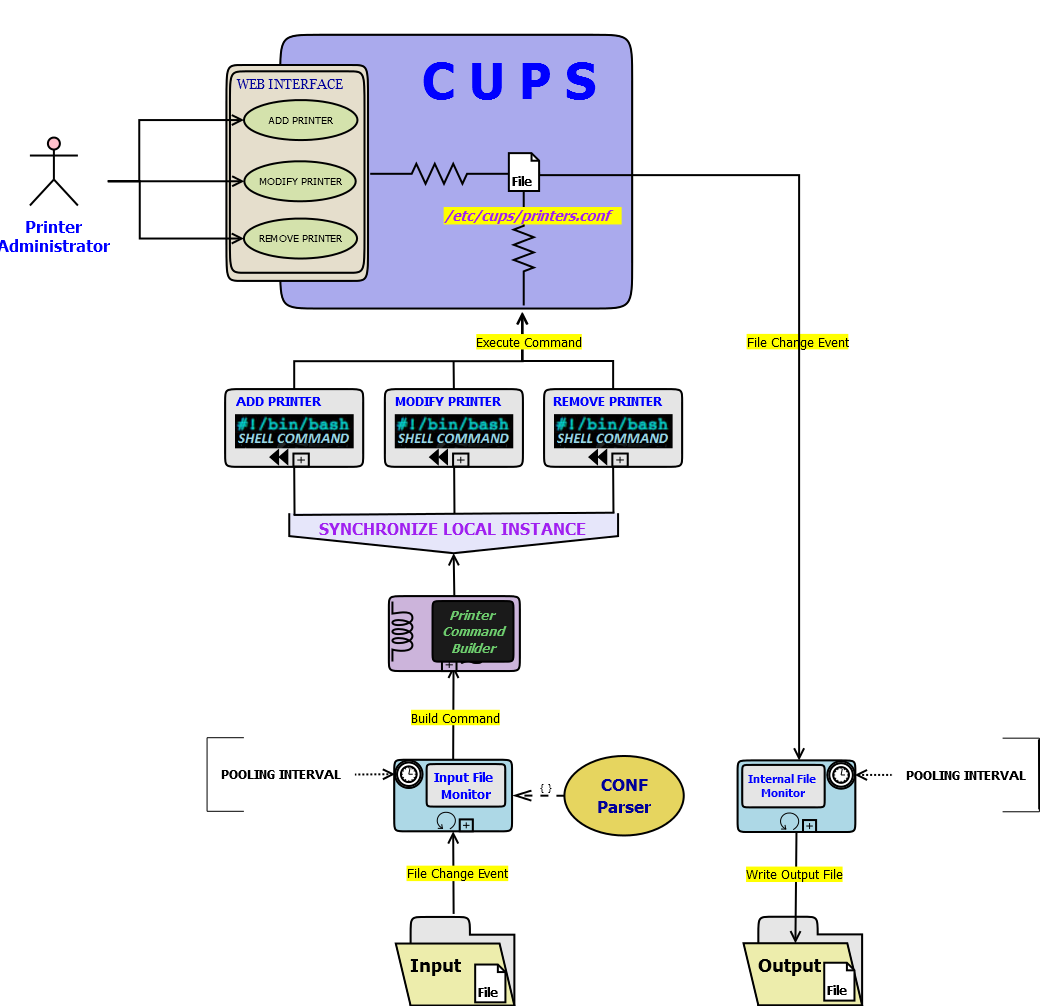 C U P S
WEB INTERFACE
ADD PRINTER
MODIFY PRINTER
REMOVE PRINTER
Printer
Administrator
File
/etc/cups/printers.conf
Execute Command
File Change Event
ADD PRINTER
#!/bin/bash
SHELL COMMAND
MODIFY PRINTER
#!/bin/bash
SHELL COMMAND
REMOVE PRINTER
#!/bin/bash
SHELL COMMAND
SYNCHRONIZE LOCAL INSTANCE
Printer
Command
Builder
Build Command
POOLING INTERVAL
Input File
Monitor
{ }
CONF
Parser
Internal File
Monitor
POOLING INTERVAL
File Change Event
Write Output File
Input
File
Output
File